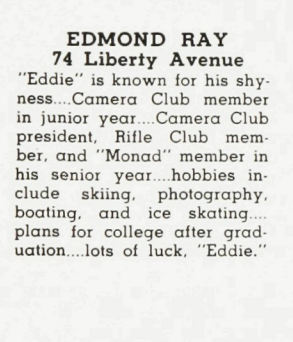 EDMOND RAY
74 Liberty Avenue
"Eddie" is known for his shy-
ness....Camera Club member
in junior year....Camera Club
president, Rifle Club mem-
ber, and "Monad" member in
his senior year....hobbies in-
clude skiing, photography,
boating, and ice skating....
plans for college after grad-
uation....lots of luck, "Eddie."